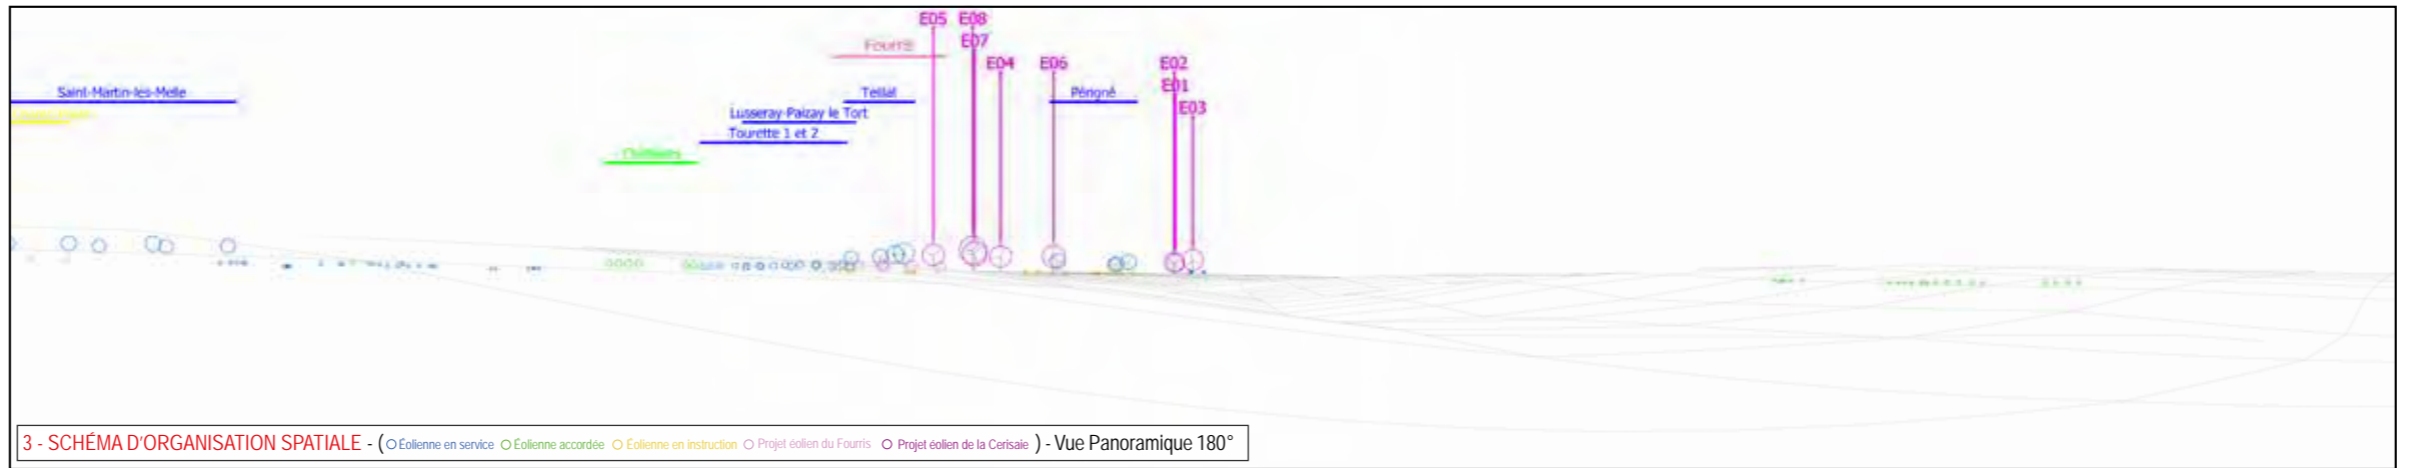 E05 E08
Fourris
E07
E04 E06 E02
Saint-Martin-les-Melle
Teillat
Périgné
E01
Lusseray-Paizay le Tort
E03
Tourette 1 et 2
3 - SCHÉMA D'ORGANISATION SPATIALE - ( Éolienne en service Éolienne accordée Éolienne en instruction Projet éolien du Fourris Projet éolien de la Cerisaie ) - Vue Panoramique 180°